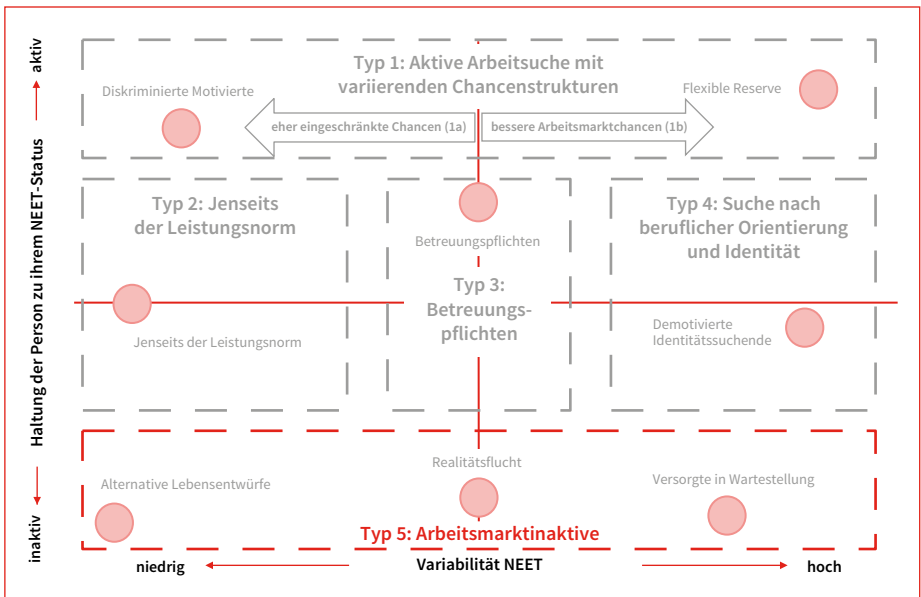 aktiv
Haltung der Person zu ihrem NEET-Status
inaktiv
Typ 1: Aktive Arbeitsuche mit
variierenden Chancenstrukturen
Diskriminierte Motivierte
Flexible Reserve
eher eingeschränkte Chancen (1a)
bessere Arbeitsmarktchancen (1b)
Typ 2: Jenseits
der Leistungsnorm
Jenseits der Leistungsnorm
Betreuungspflichten
Typ 3:
Betreuungs-
pflichten
Typ 4: Suche nach
beruflicher Orientierung
und Identität
Demotivierte
Identitätssuchende
Alternative Lebensentwürfe
Realitätsflucht
Versorgte in Wartestellung
Typ 5: Arbeitsmarktinaktive
niedrig
Variabilität NEET
hoch